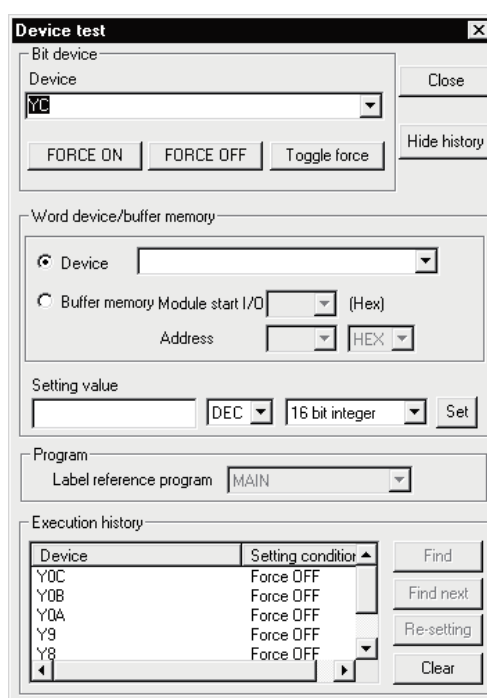 Device test
Bit device
Device
Close
YC
FORCE ON FORCE OFF Toggle force
Hide history
Word device/buffer memory
Device
Buffer memory Module start I/O (Hex)
Address HEX
Setting value
DEC 16 bit integer Set
Program
Label reference program MAIN
Execution history
Device Setting condition
Find
Y0C Force OFF
Y0B Force OFF
Find next
Y0A Force OFF
Y9 Force OFF
Re-setting
Y8 Force OFF
Clear